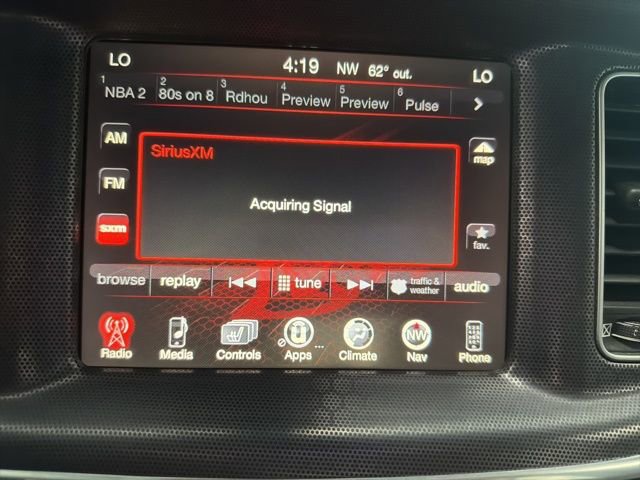 LO 4:19 NW 62° out. LO
1 NBA 2 2 80s on 8 3 Rdhou 4 Preview 5 Preview 6 Pulse
AM
SiriusXM
map
FM
Acquiring Signal
sxm
fav.
browse replay tune traffic & weather audio
NW
Radio Media Controls Apps ... Climate Nav Phone